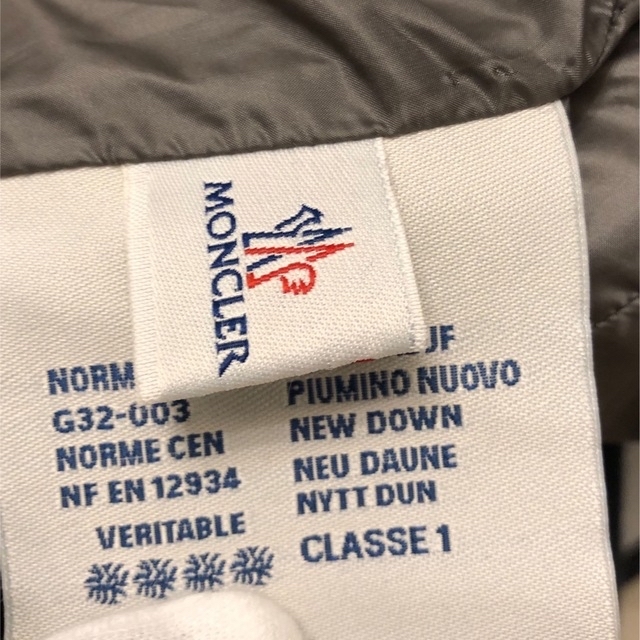 MONCLER
NORM
G32-003
NORME CEN
NF EN 12934
VERITABLE
PIUMINO NUOVO
NEW DOWN
NEU DAUNE
NYTT DUN
CLASSE 1